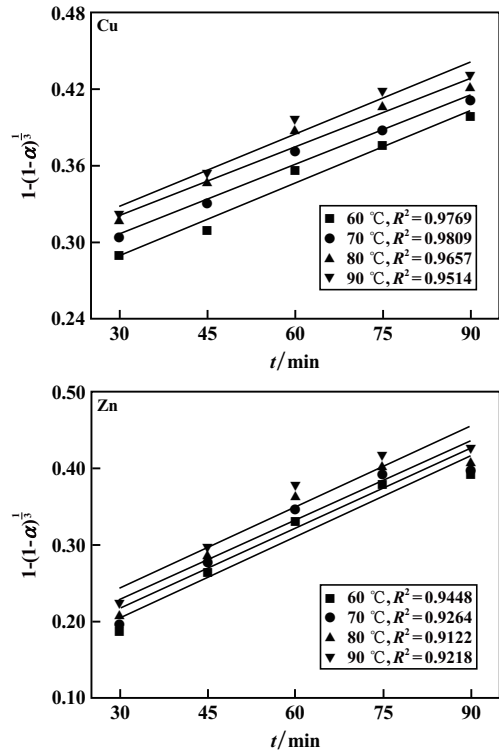 Cu
0.48
0.42
0.36
0.30
0.24
1-(1-α)^{1/3}
60 ℃, R²=0.9769
70 ℃, R²=0.9809
80 ℃, R²=0.9657
90 ℃, R²=0.9514
30 45 60 75 90
t/min
Zn
0.50
0.40
0.30
0.20
0.10
1-(1-α)^{1/3}
60 ℃, R²=0.9448
70 ℃, R²=0.9264
80 ℃, R²=0.9122
90 ℃, R²=0.9218
30 45 60 75 90
t/min